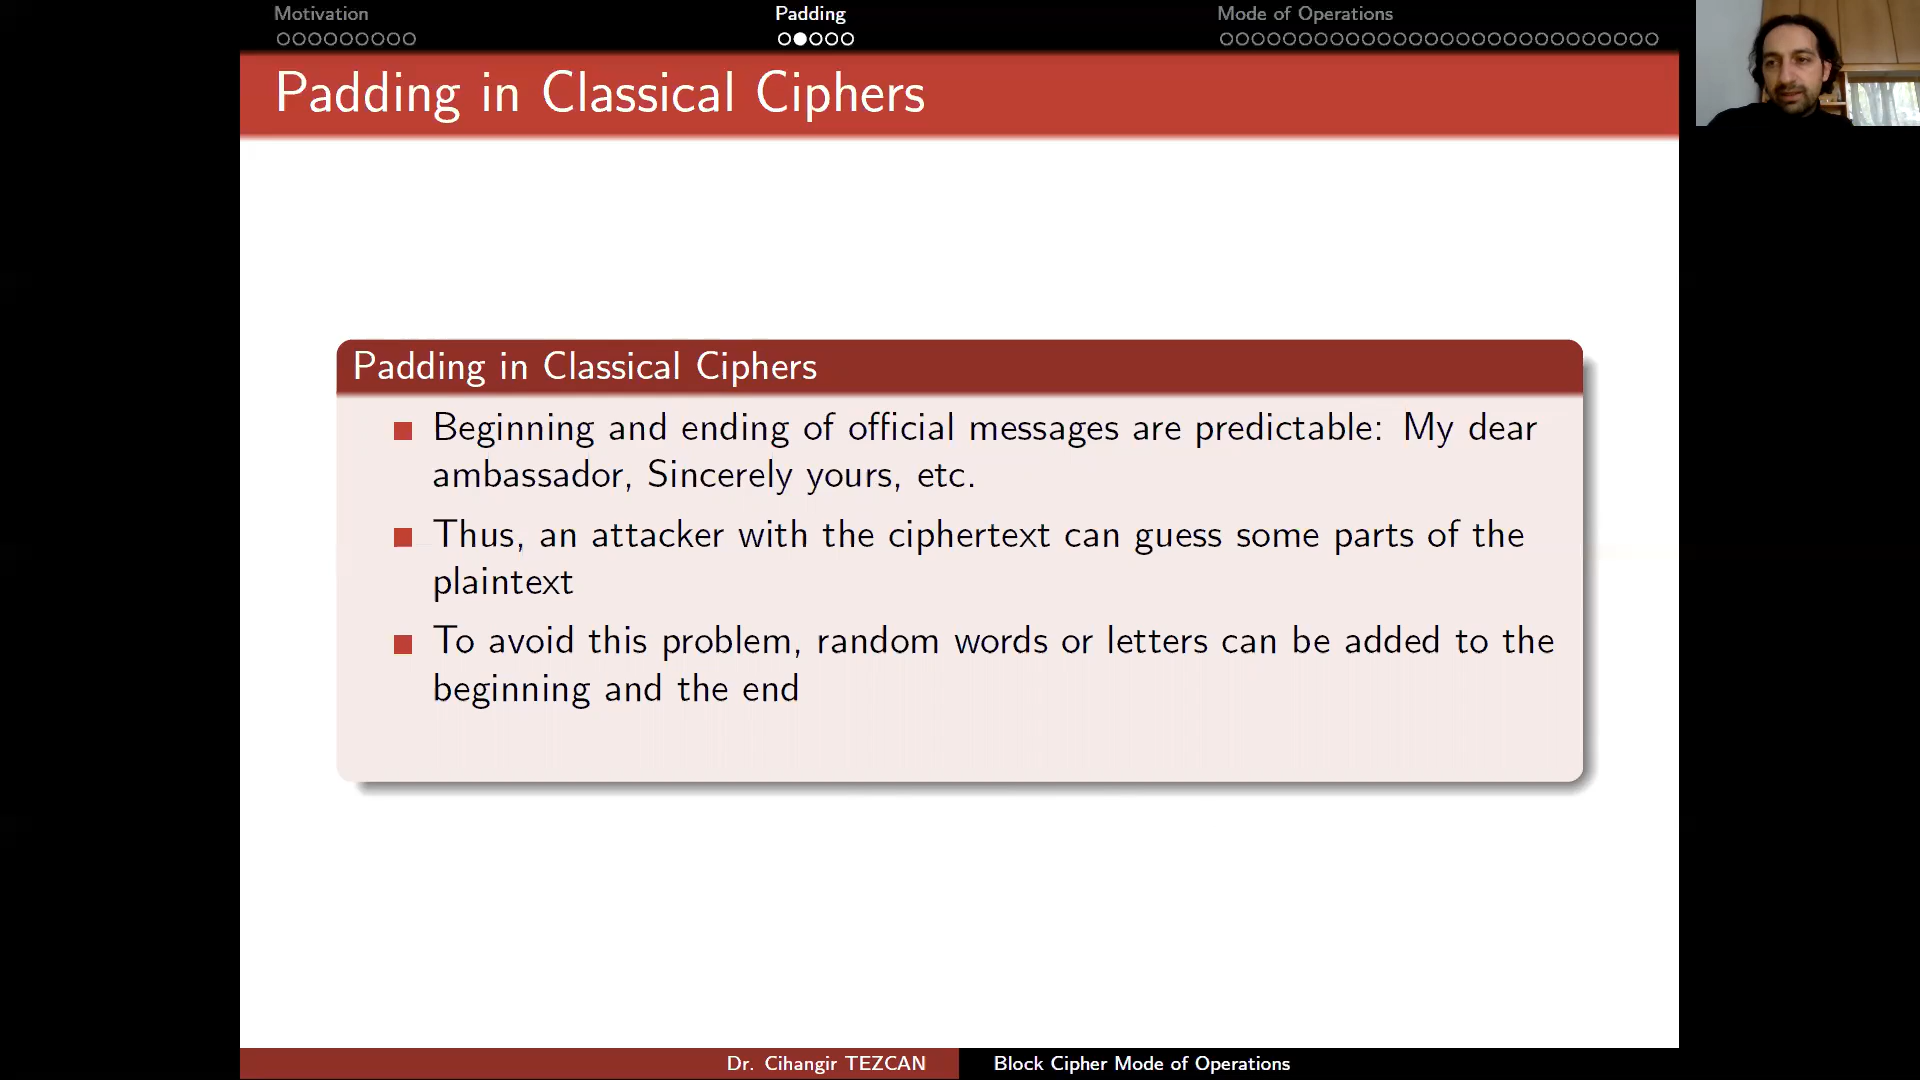 Motivation
Padding
Mode of Operations
Padding in Classical Ciphers
Padding in Classical Ciphers
Beginning and ending of official messages are predictable: My dear
ambassador, Sincerely yours, etc.
Thus, an attacker with the ciphertext can guess some parts of the
plaintext
To avoid this problem, random words or letters can be added to the
beginning and the end
Dr. Cihangir TEZCAN
Block Cipher Mode of Operations